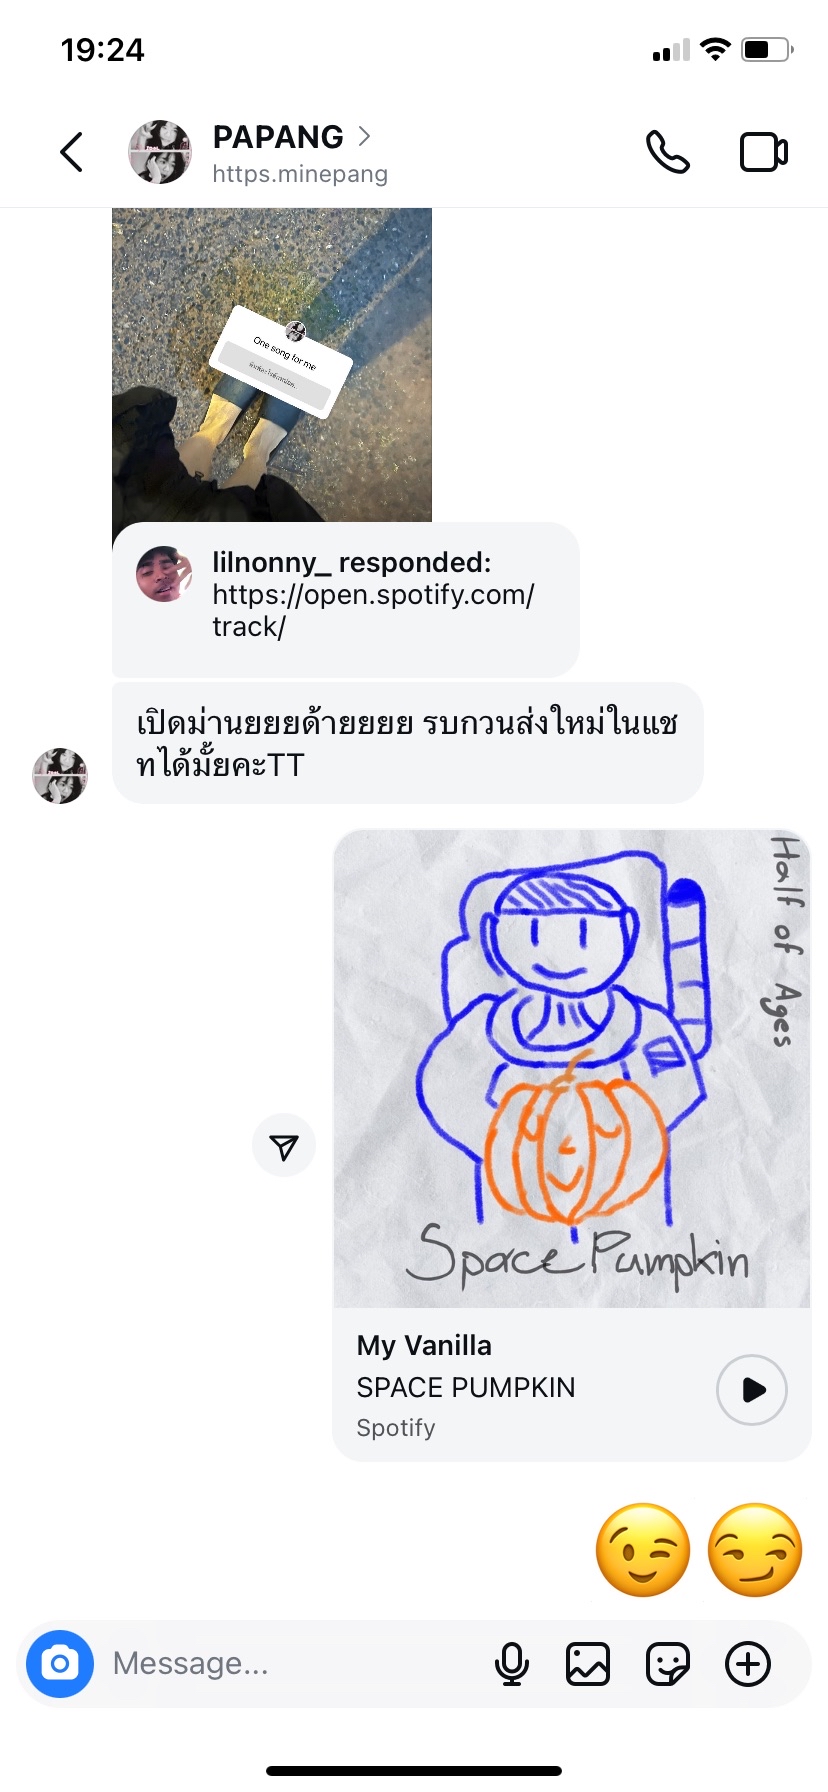 19:24
PAPANG
https.minepang
One song for me
lilnonny_ responded:
https://open.spotify.com/
track/
เปิดม่านยยยด้ายยยย รบกวนส่งใหม่ในแช
ทได้มั้ยคะTT
Half of Ages
Space Pumpkin
My Vanilla
SPACE PUMPKIN
Spotify
Message...